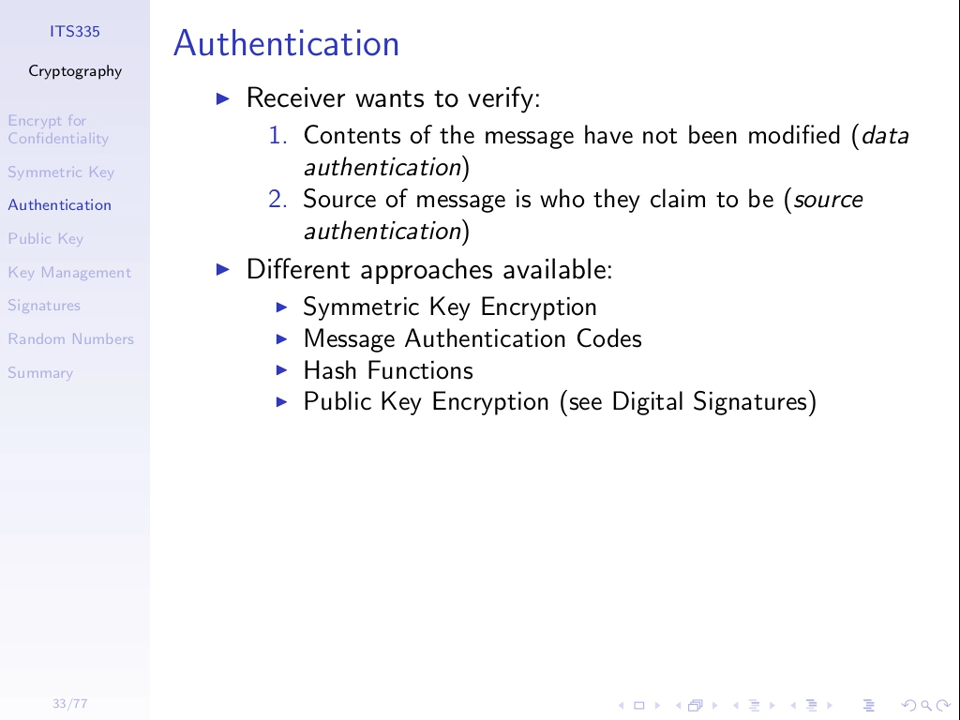 ITS335
Cryptography
Encrypt for
Confidentiality
Symmetric Key
Authentication
Public Key
Key Management
Signatures
Random Numbers
Summary
33/77
Authentication
Receiver wants to verify:
1. Contents of the message have not been modified (data
authentication)
2. Source of message is who they claim to be (source
authentication)
Different approaches available:
Symmetric Key Encryption
Message Authentication Codes
Hash Functions
Public Key Encryption (see Digital Signatures)